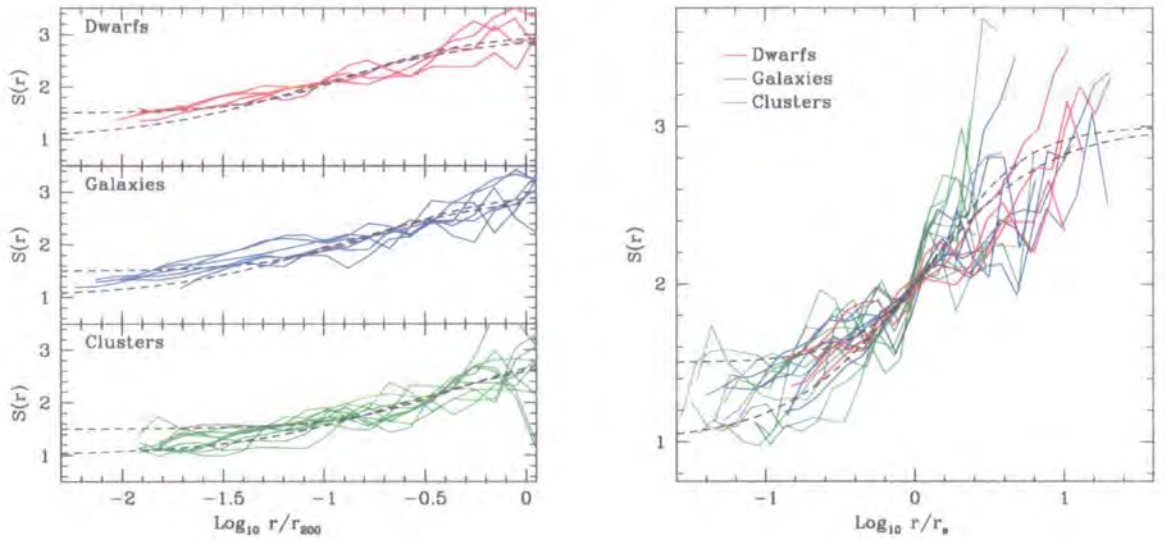 Dwarfs
3
2
1
S(r)
Galaxies
3
2
1
S(r)
Clusters
3
2
1
S(r)
-2 -1.5 -1 -0.5 0
Log₁₀ r/r₂₀₀
Dwarfs
Galaxies
Clusters
3
2
1
S(r)
-1 0 1
Log₁₀ r/rₛ